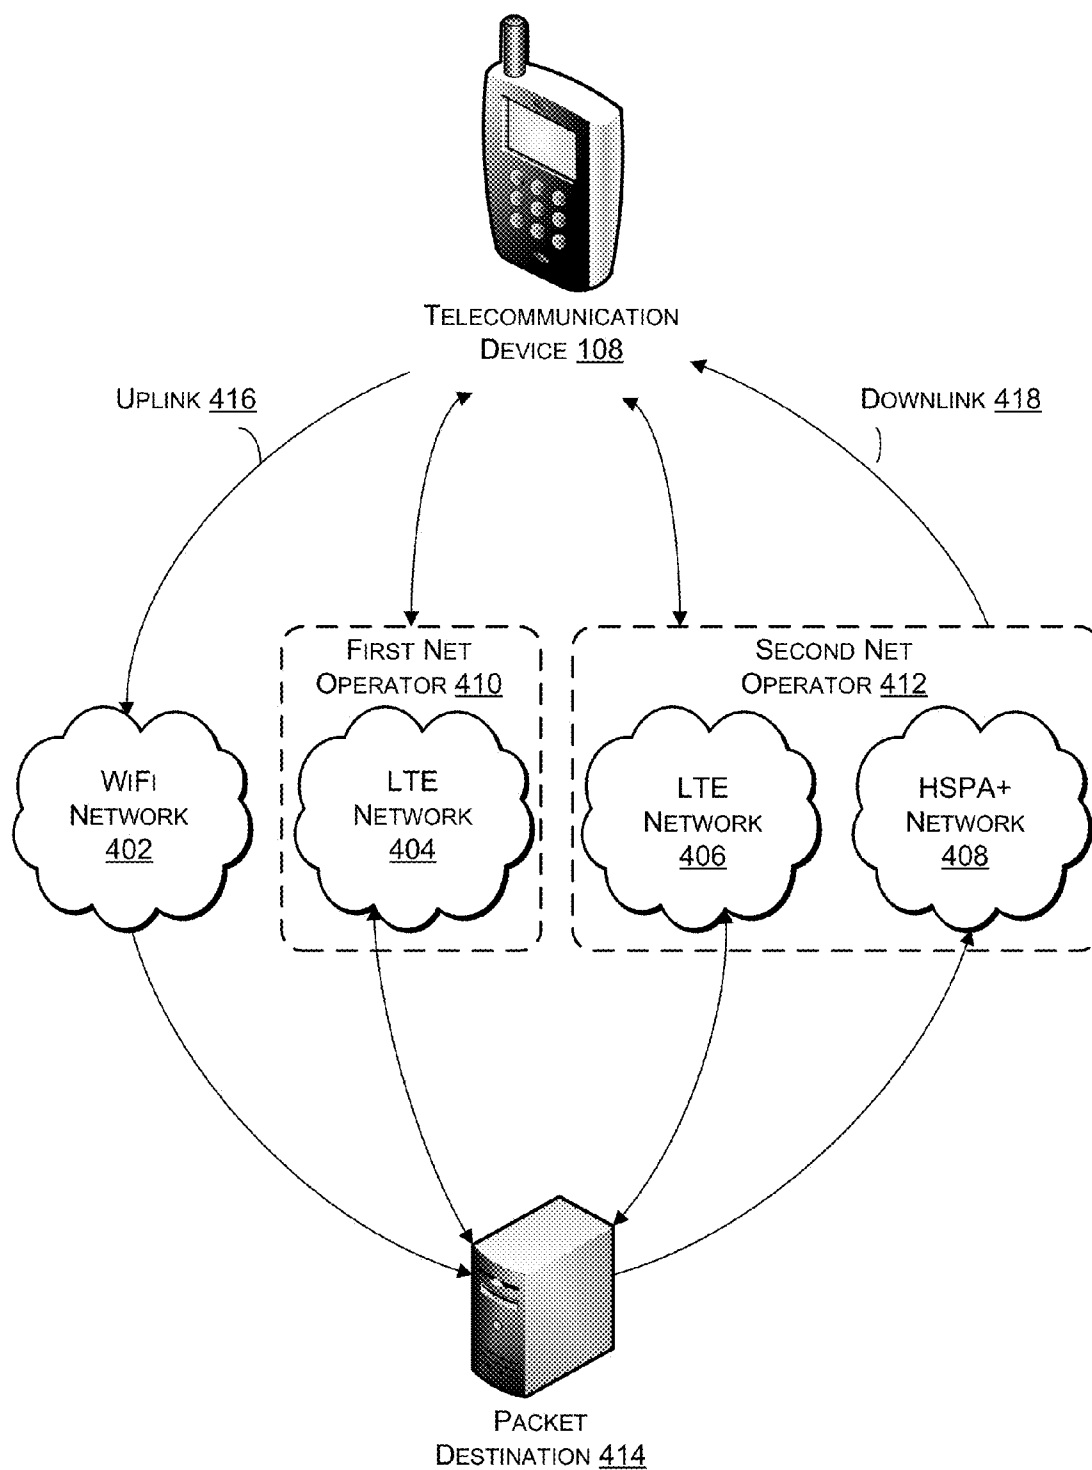 TELECOMMUNICATION
DEVICE 108
UPLINK 416
DOWNLINK 418
FIRST NET
OPERATOR 410
SECOND NET
OPERATOR 412
WIFI
NETWORK
402
LTE
NETWORK
404
LTE
NETWORK
406
HSPA+
NETWORK
408
PACKET
DESTINATION 414